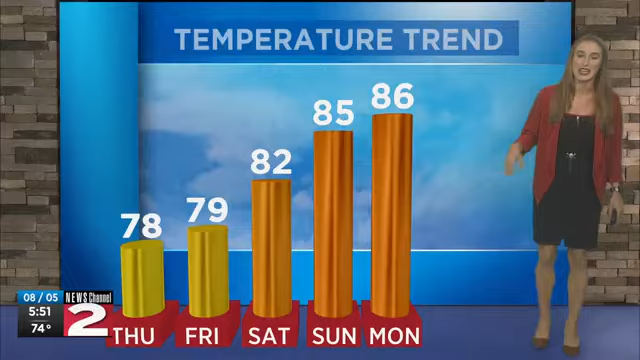 TEMPERATURE TREND
78 79 82 85 86
THU FRI SAT SUN MON
08 / 05
5:51
74°
NEWS Channel
2